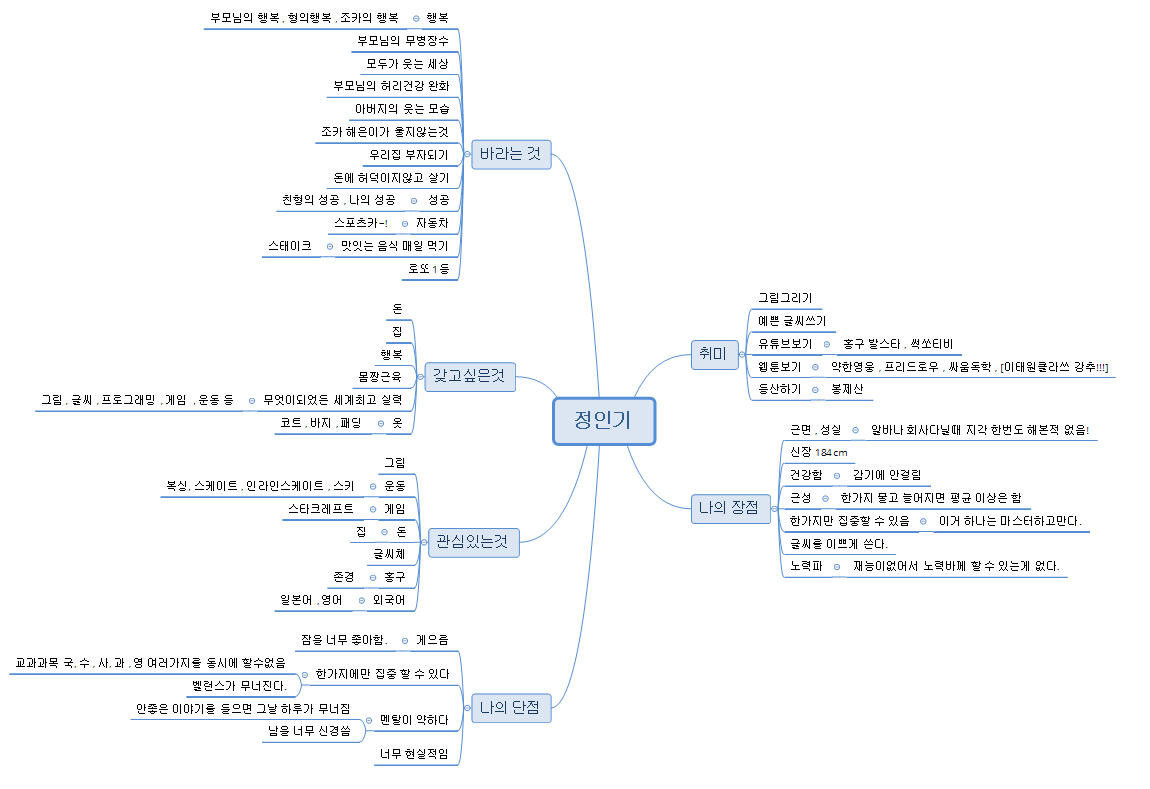 정인기
바라는 것
행복
부모님의 행복 , 형의행복 , 조카의 행복
부모님의 무병장수
모두가 웃는 세상
부모님의 허리건강 완화
아버지의 웃는 모습
조카 해은이가 울지않는것
우리집 부자되기
돈에 허덕이지않고 살기
성공
친형의 성공 , 나의 성공
자동차
스포츠카~!
맛잇는 음식 매일 먹기
스테이크
로또 1등
갖고싶은것
돈
집
행복
몸짱근육
무엇이되었든 세계최고 실력
그림 , 글씨 , 프로그래밍 , 게임 , 운동 등
옷
코트 , 바지 , 패딩
관심있는것
그림
운동
복싱, 스케이트 , 인라인스케이트 , 스키
게임
스타크레프트
돈
집
글씨체
홍구
존경
외국어
일본어 , 영어
나의 단점
게으름
잠을 너무 좋아함.
한가지에만 집중 할 수 있다
교과과목 국, 수 , 사, 과 , 영 여러가지를 동시에 할수없음
벨런스가 무너진다.
멘탈이 약하다
안좋은 이야기를 들으면 그날 하루가 무너짐
남을 너무 신경씀
너무 현실적임
취미
그림그리기
예쁜 글씨쓰기
유튜브보기
홍구 발스타 , 썩쏘티비
웹툰보기
약한영웅 , 프리드로우 , 싸움독학 , [이태원클라쓰 강추!!!]
등산하기
봉제산
나의 장점
근면 , 성실
알바나 회사다닐때 지각 한번도 해본적 없음!
신장 184cm
건강함
감기에 안걸림
근성
한가지 물고 늘어지면 평균 이상은 함
한가지만 집중할 수 있음
이거 하나는 마스터하고만다.
글씨를 이쁘게 쓴다.
노력파
재능이없어서 노력바께 할 수 있는게 없다.